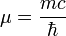 μ = mc / ħ